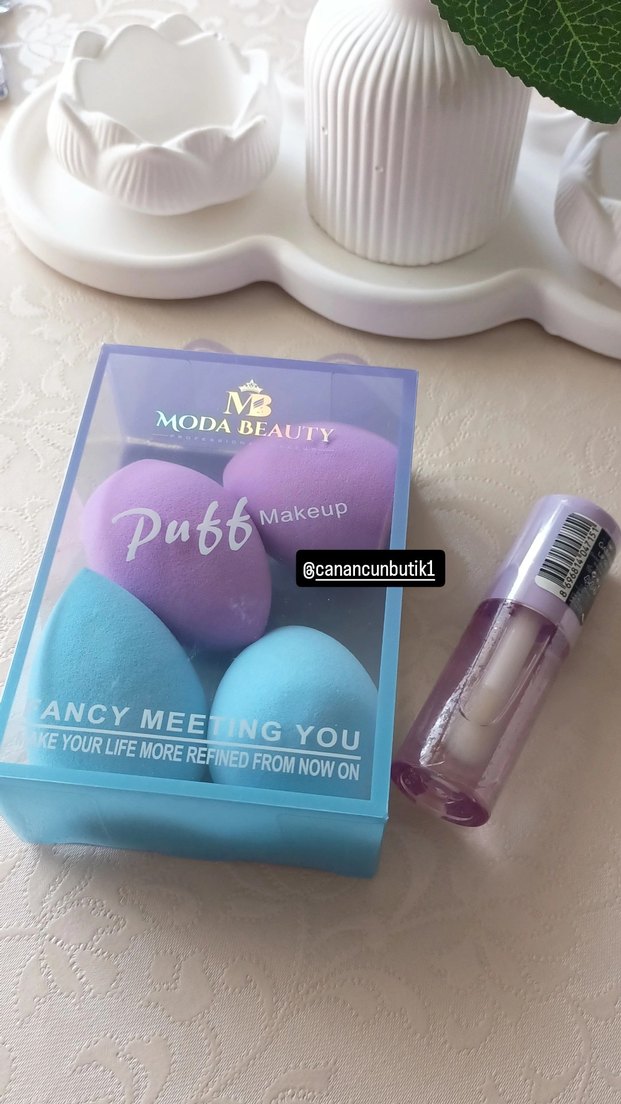 MB
MODA BEAUTY
Puff Makeup
@canancunbutik1
FANCY MEETING YOU
MAKE YOUR LIFE MORE REFINED FROM NOW ON